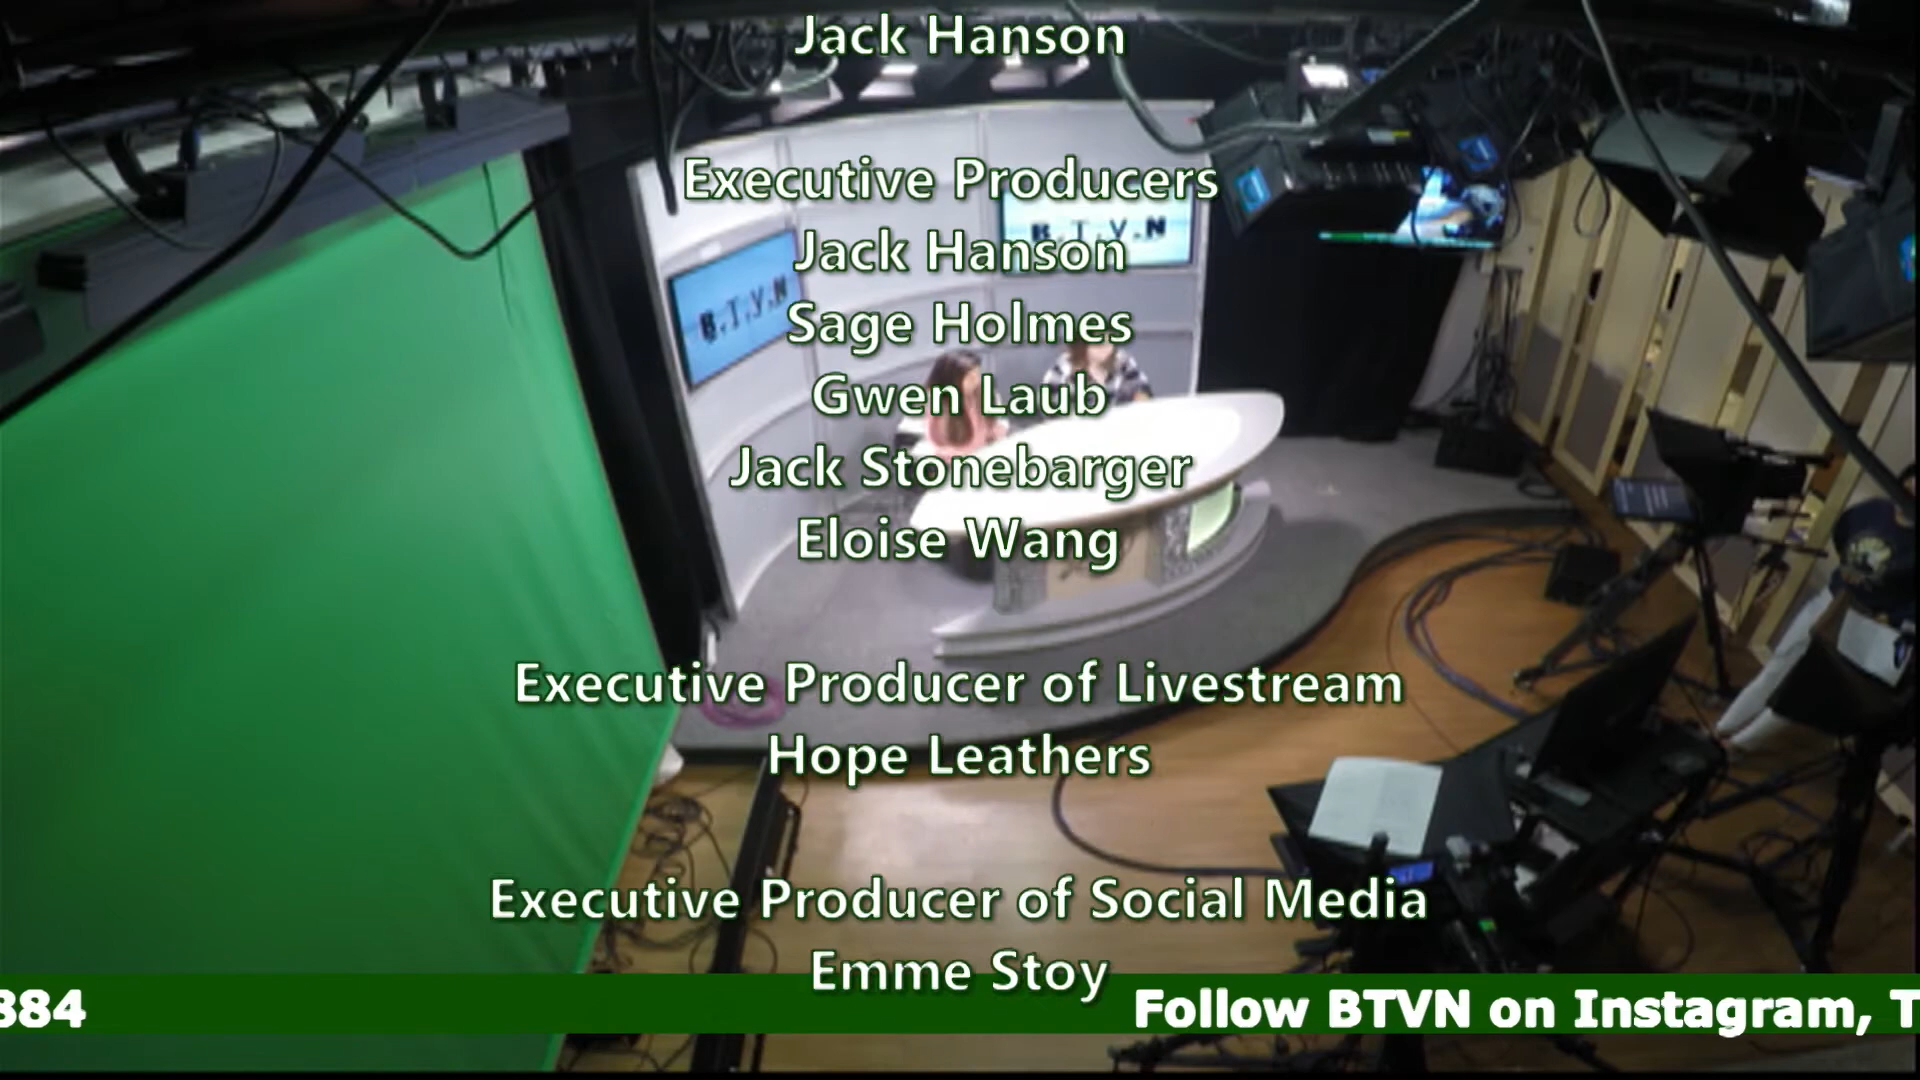 Jack Hanson
Executive Producers
Jack Hanson
B.T.V.N
B.T.V.N
Sage Holmes
Gwen Laub
Jack Stonebarger
Eloise Wang
Executive Producer of Livestream
Hope Leathers
Executive Producer of Social Media
Emme Stoy
884
Follow BTVN on Instagram, T